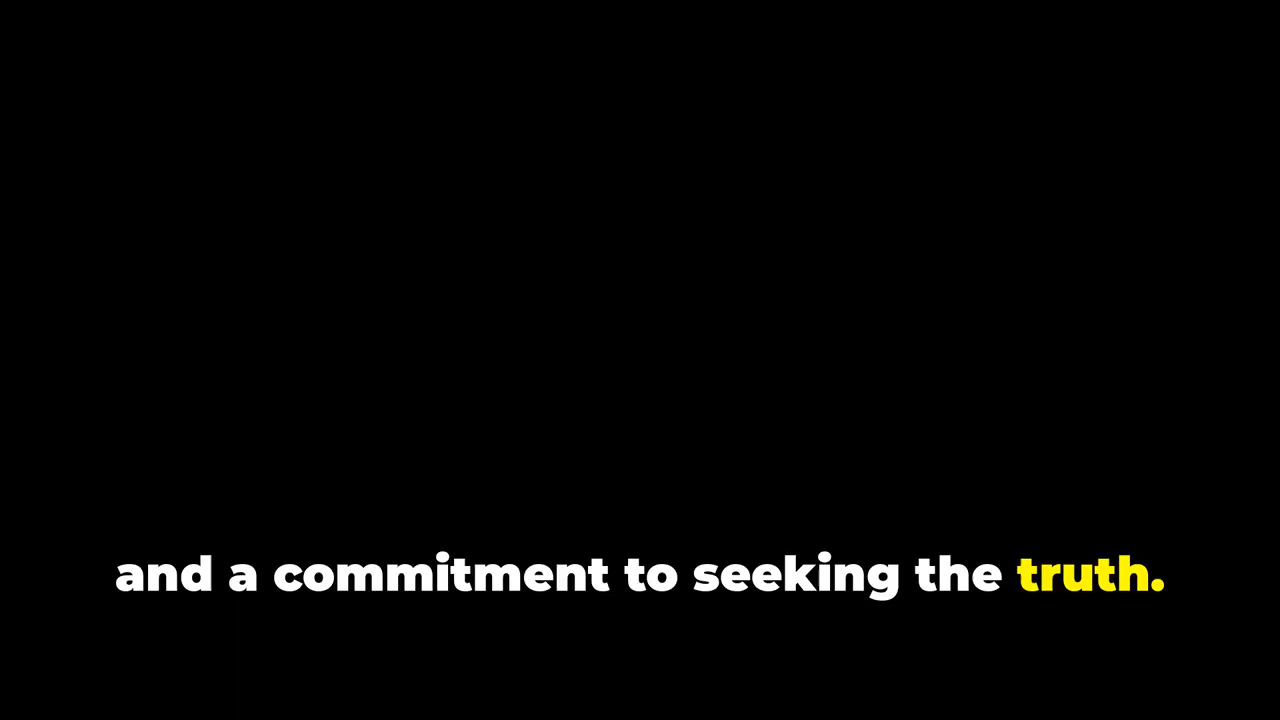 and a commitment to seeking the truth.